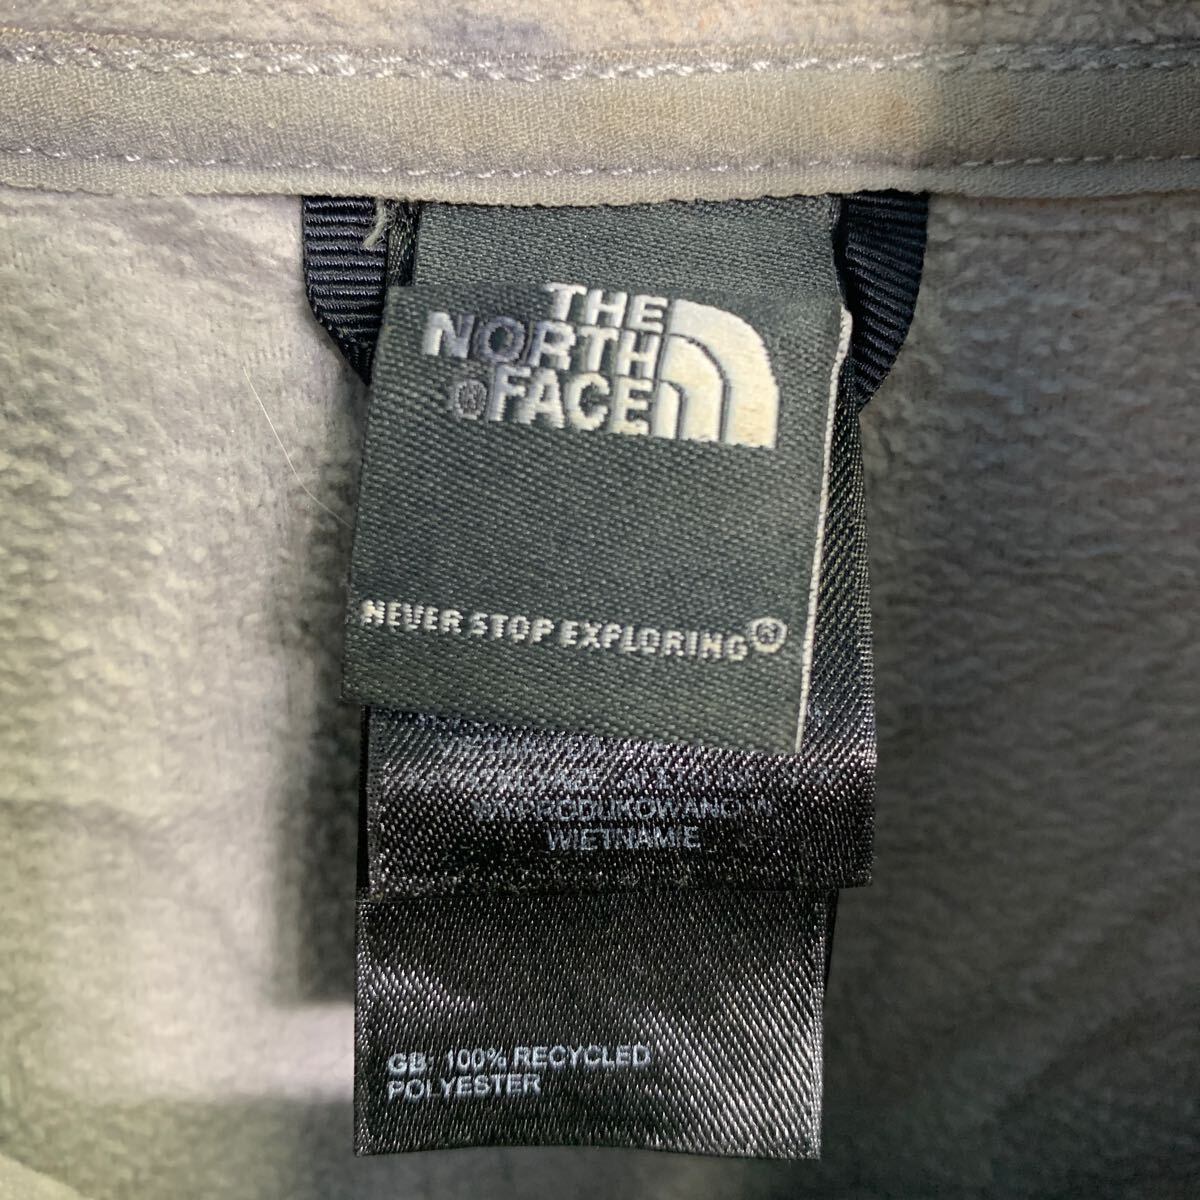 THE
NORTH
® FACE
NEVER STOP EXPLORING®
WYPRODUKOWANO W
WIETNAMIE
GB: 100% RECYCLED
POLYESTER